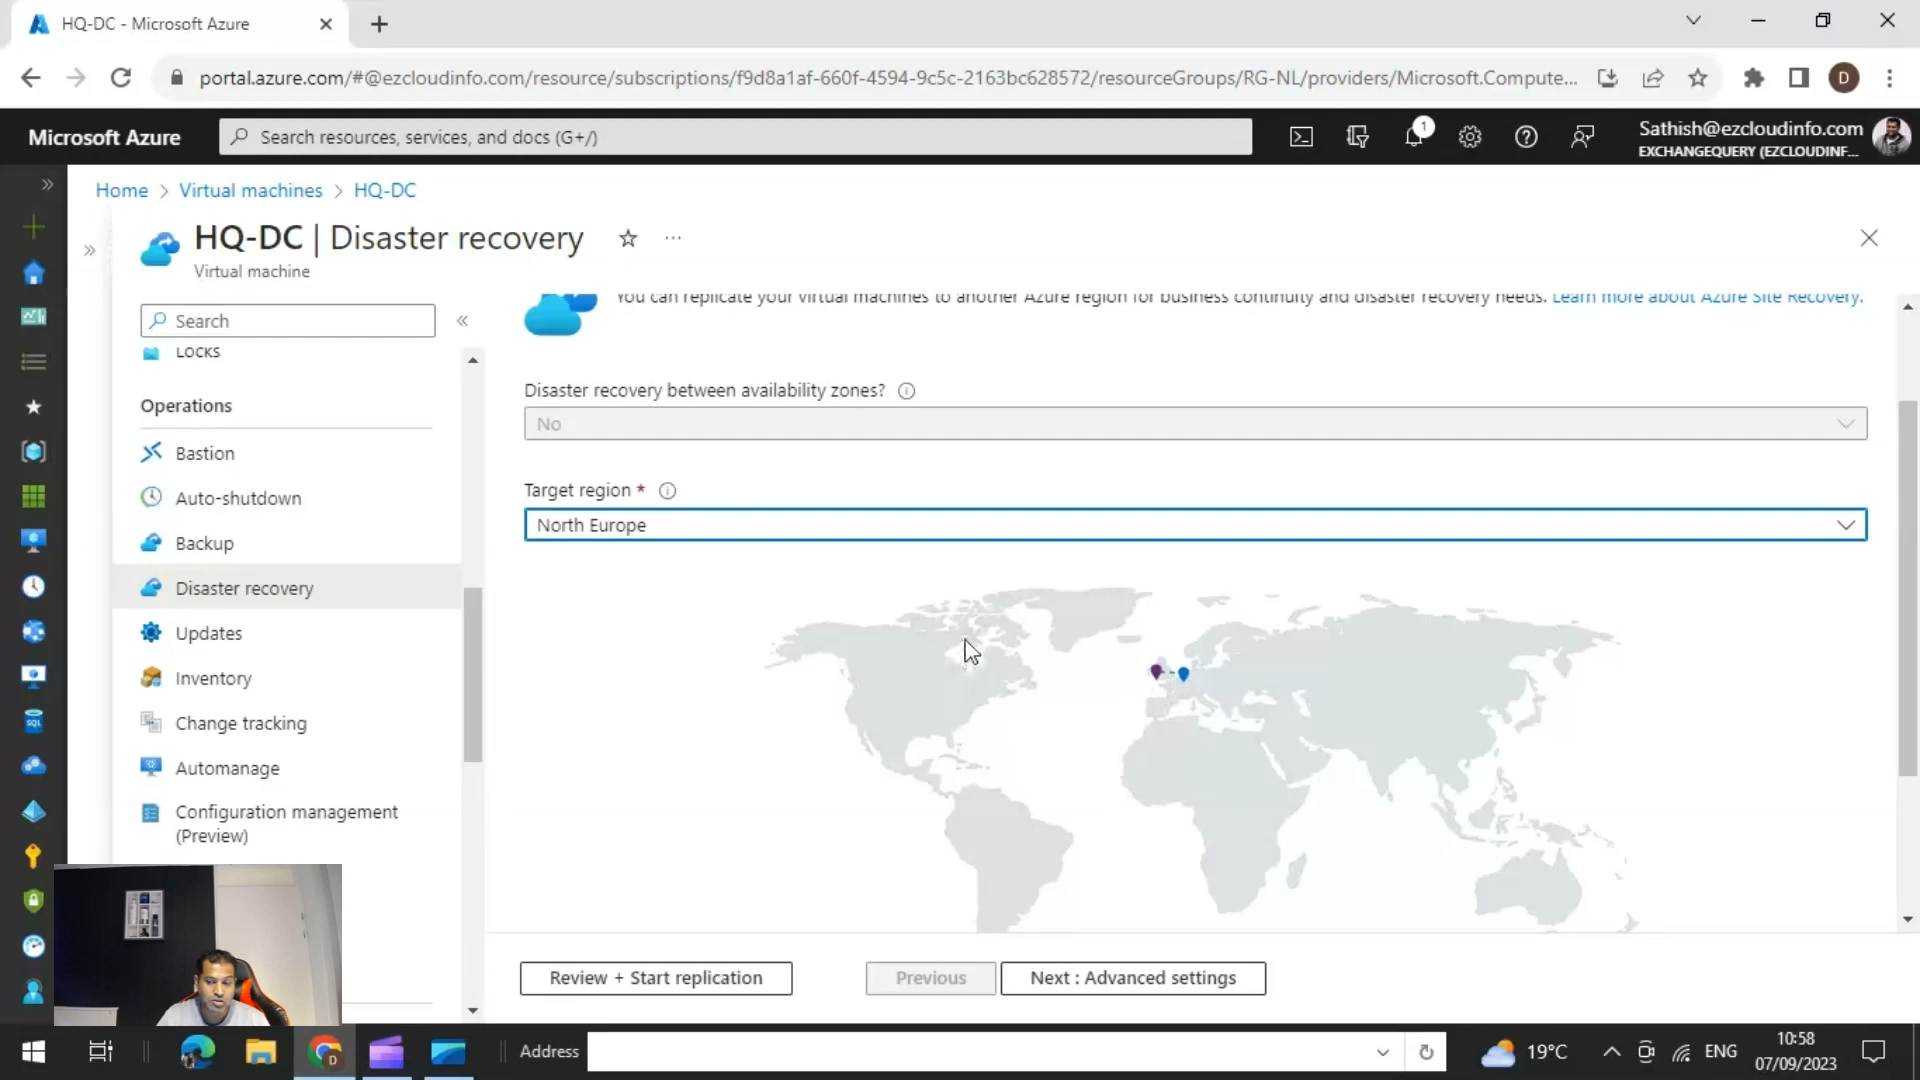 HQ-DC - Microsoft Azure
portal.azure.com/#@ezcloudinfo.com/resource/subscriptions/f9d8a1af-660f-4594-9c5c-2163bc628572/resourceGroups/RG-NL/providers/Microsoft.Compute...
D
Microsoft Azure
Search resources, services, and docs (G+/)
1
Sathish@ezcloudinfo.com
EXCHANGEQUERY (EZCLOUDINF...
Home > Virtual machines > HQ-DC
HQ-DC | Disaster recovery
Virtual machine
You can replicate your virtual machines to another Azure region for business continuity and disaster recovery needs. Learn more about Azure Site Recovery.
Search
Locks
Operations
Bastion
Auto-shutdown
Backup
Disaster recovery
Updates
Inventory
Change tracking
Automanage
Configuration management
(Preview)
Disaster recovery between availability zones?
No
Target region *
North Europe
Review + Start replication
Previous
Next : Advanced settings
SQL
D
Address
19°C
ENG
10:58
07/09/2023